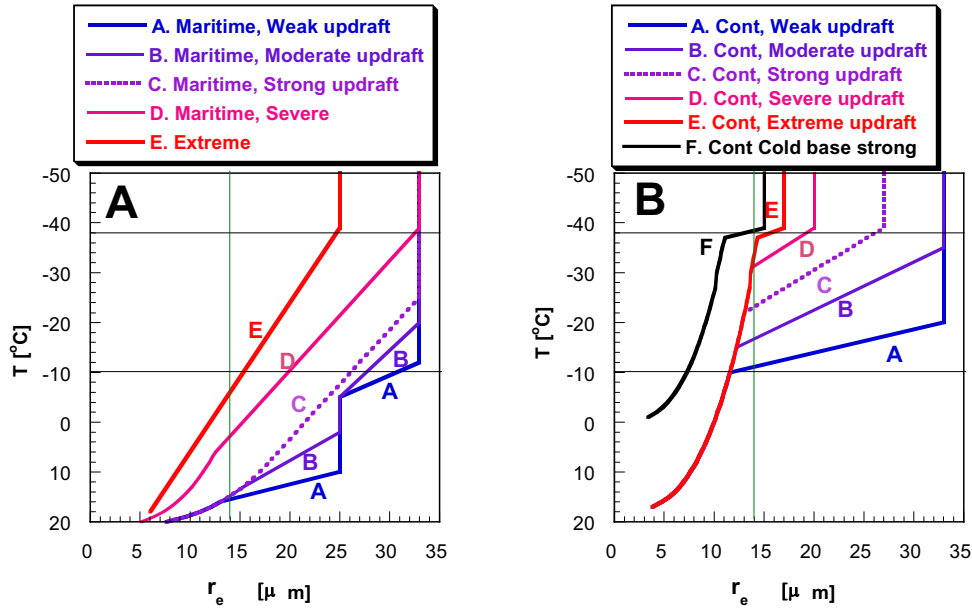 A. Maritime, Weak updraft
B. Maritime, Moderate updraft
C. Maritime, Strong updraft
D. Maritime, Severe
E. Extreme
A
-50
-40
-30
-20
-10
0
10
20
T [°C]
E
D
C
B
A
B
A
0 5 10 15 20 25 30 35
r_e [μ m]
A. Cont, Weak updraft
B. Cont, Moderate updraft
C. Cont, Strong updraft
D. Cont, Severe updraft
E. Cont, Extreme updraft
F. Cont Cold base strong
B
-50
-40
-30
-20
-10
0
10
20
T [°C]
E
F
D
C
B
A
0 5 10 15 20 25 30 35
r_e [μ m]